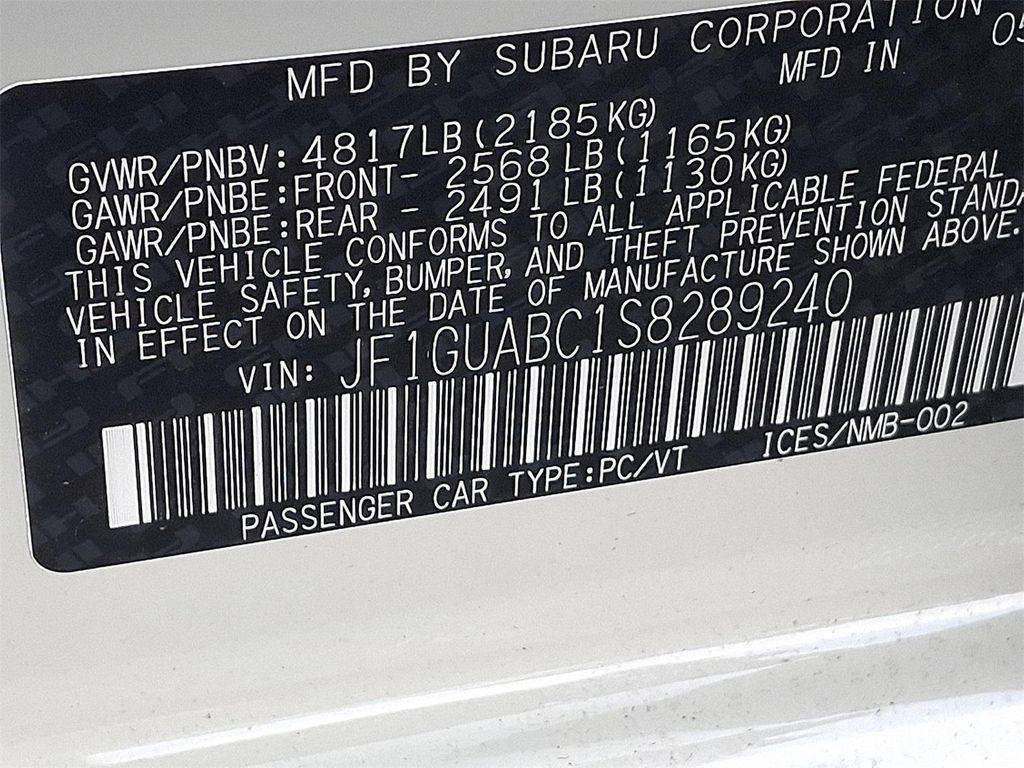 MFD BY SUBARU CORPORATION
MFD IN 05
GVWR/PNBV: 4817LB(2185KG)
GAWR/PNBE:FRONT- 2568 LB(1165KG)
GAWR/PNBE:REAR - 2491 LB(1130KG)
THIS VEHICLE CONFORMS TO ALL APPLICABLE FEDERAL
VEHICLE SAFETY, BUMPER, AND THEFT PREVENTION STANDA
IN EFFECT ON THE DATE OF MANUFACTURE SHOWN ABOVE.
VIN: JF1GUABC1S8289240
PASSENGER CAR TYPE:PC/VT ICES/NMB-002